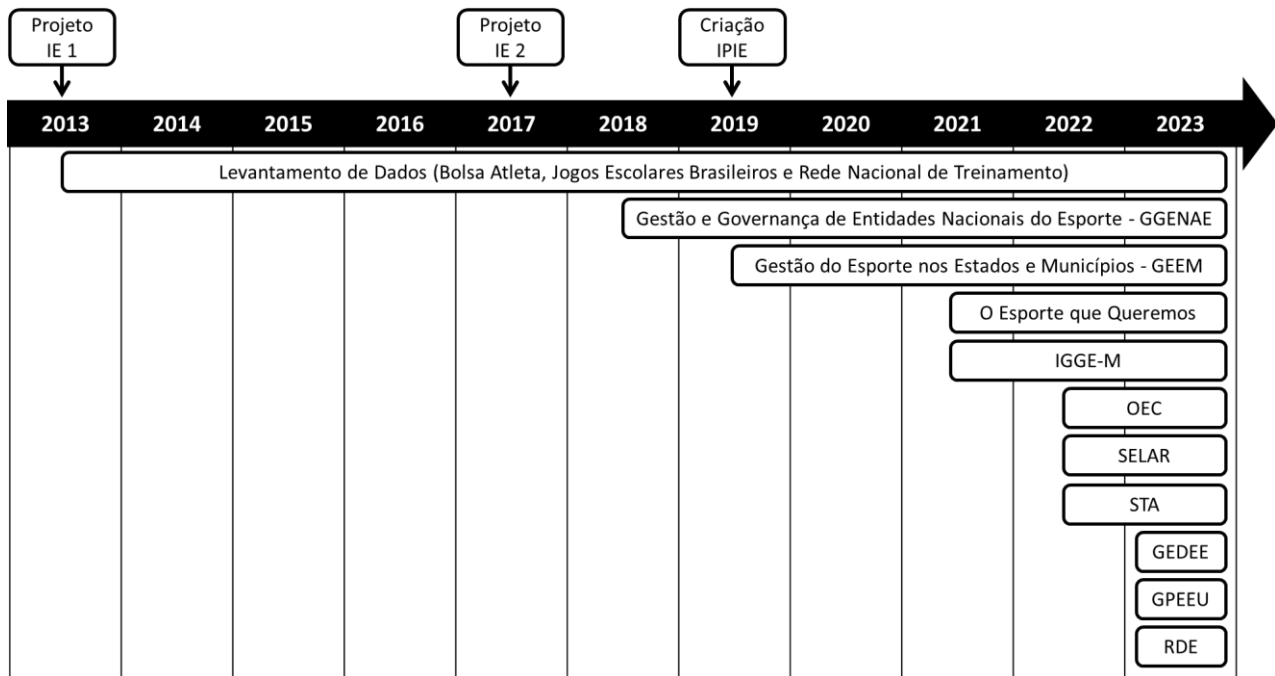 Projeto
IE 1
Projeto
IE 2
Criação
IPIE
2013 2014 2015 2016 2017 2018 2019 2020 2021 2022 2023
Levantamento de Dados (Bolsa Atleta, Jogos Escolares Brasileiros e Rede Nacional de Treinamento)
Gestão e Governança de Entidades Nacionais do Esporte - GGENAE
Gestão do Esporte nos Estados e Municípios - GEEM
O Esporte que Queremos
IGGE-M
OEC
SELAR
STA
GEDEE
GPEEU
RDE